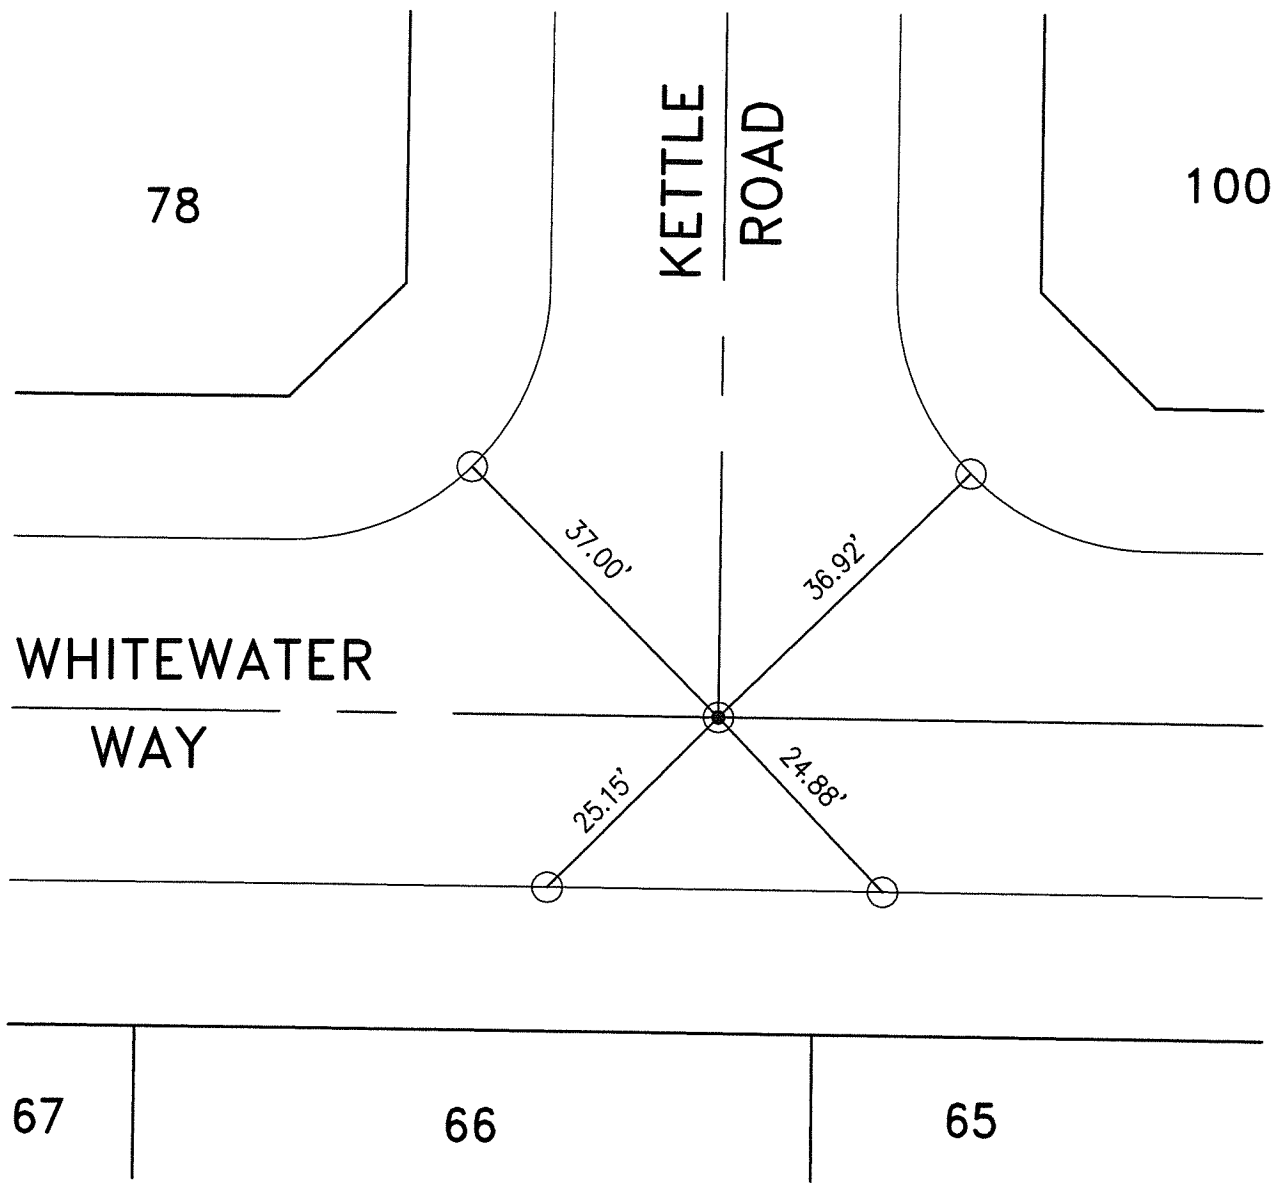 KETTLE
ROAD
78
100
37.00'
36.92'
WHITEWATER
WAY
25.15'
24.88'
67
66
65